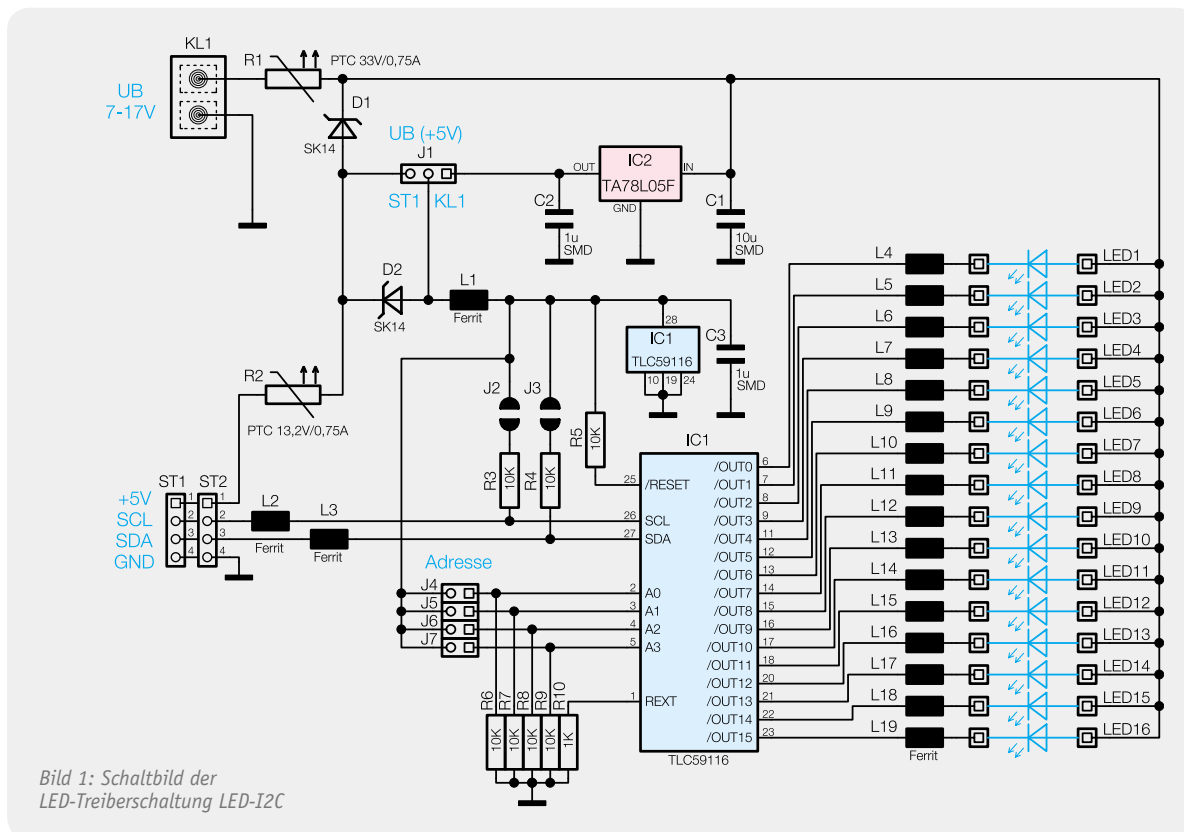 KL1
UB
7-17V
R1
PTC 33V/0,75A
D1
SK14
UB (+5V)
J1
ST1
KL1
OUT
IC2
TA78L05F
IN
GND
C2
1u
SMD
C1
10u
SMD
D2
SK14
L1
Ferrit
28
IC1
TLC59116
10
19
24
C3
1u
SMD
R2
PTC 13,2V/0,75A
J2
J3
R3
10K
R4
10K
R5
10K
ST1
ST2
+5V
SCL
SDA
GND
1
2
3
4
1
2
3
4
L2
Ferrit
L3
Ferrit
Adresse
J4
J5
J6
J7
R6
R7
R8
R9
R10
10K
10K
10K
10K
1K
IC1
25 /RESET
26 SCL
27 SDA
2 A0
3 A1
4 A2
5 A3
1 REXT
/OUT0 6
/OUT1 7
/OUT2 8
/OUT3 9
/OUT4 11
/OUT5 12
/OUT6 13
/OUT7 14
/OUT8 15
/OUT9 16
/OUT10 17
/OUT11 18
/OUT12 20
/OUT13 21
/OUT14 22
/OUT15 23
TLC59116
L4 LED1
L5 LED2
L6 LED3
L7 LED4
L8 LED5
L9 LED6
L10 LED7
L11 LED8
L12 LED9
L13 LED10
L14 LED11
L15 LED12
L16 LED13
L17 LED14
L18 LED15
L19 LED16
Ferrit
Bild 1: Schaltbild der
LED-Treiberschaltung LED-I2C